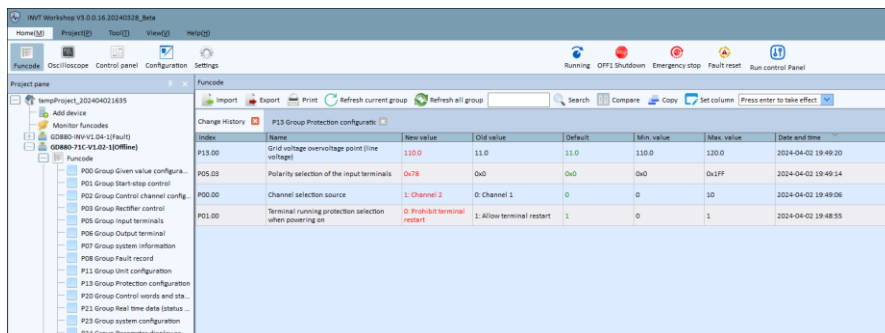 INVT Workshop V3.0.0.16.20240328_Beta
Home(M) Project(P) Tool(T) View(V) Help(H)
Funcode Oscilloscope Control panel Configuration Settings Running OFF1 Shutdown Emergency stop Fault reset Run control Panel
Project pane
tempProject_202404021635
Add device
Monitor funcodes
GD880-INV-V1.04-1(Fault)
GD880-71C-V1.02-1(Offline)
Funcode
P00 Group Given value configura...
P01 Group Start-stop control
P02 Group Control channel config...
P03 Group Rectifier control
P05 Group Input terminals
P06 Group Output terminal
P07 Group system information
P08 Group Fault record
P11 Group Unit configuration
P13 Group Protection configuration
P20 Group Control words and sta...
P21 Group Real time data (status ...
P23 Group system configuration
Funcode
Import Export Print Refresh current group Refresh all group Search Compare Copy Set column Press enter to take effect
Change History P13 Group Protection configuratic
Index Name New value Old value Default Min. value Max. value Date and time
P13.00 Grid voltage overvoltage point (line voltage) 110.0 11.0 11.0 110.0 120.0 2024-04-02 19:49:20
P05.03 Polarity selection of the input terminals 0x78 0x0 0x0 0x0 0x1FF 2024-04-02 19:49:14
P00.00 Channel selection source 1: Channel 2 0: Channel 1 0 0 10 2024-04-02 19:49:06
P01.00 Terminal running protection selection when powering on 0: Prohibit terminal restart 1: Allow terminal restart 1 0 1 2024-04-02 19:48:55